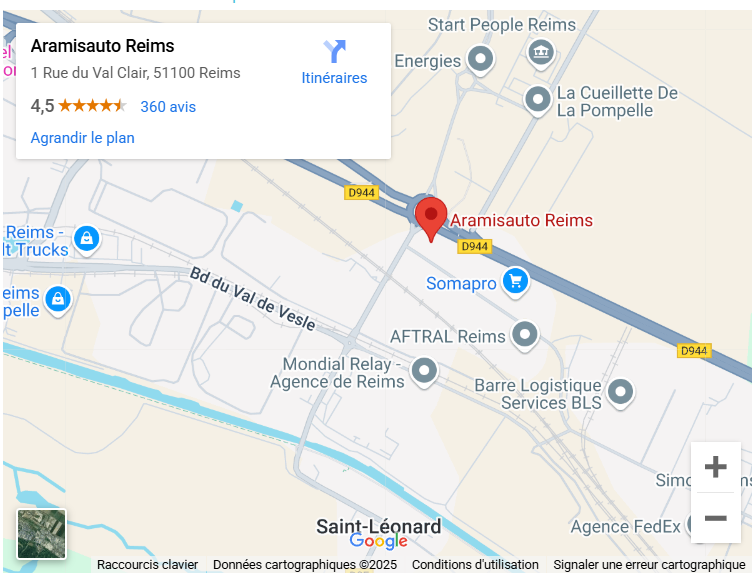 Aramisauto Reims
1 Rue du Val Clair, 51100 Reims
4,5
360 avis
Agrandir le plan
Itinéraires
Start People Reims
Energies
La Cueillette De
La Pompelle
D944
Aramisauto Reims
D944
Reims -
lt Trucks
Somapro
eims
pelle
Bd du Val de Vesle
AFTRAL Reims
D944
Mondial Relay -
Agence de Reims
Barre Logistique
Services BLS
Saint-Léonard
Agence FedEx
Google
Raccourcis clavier
Données cartographiques ©2025
Conditions d'utilisation
Signaler une erreur cartographique